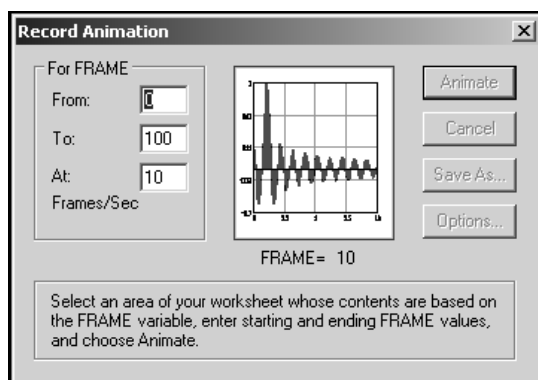 Record Animation
For FRAME
From: 0
To: 100
At: 10
Frames/Sec
FRAME= 10
Animate
Cancel
Save As...
Options...
Select an area of your worksheet whose contents are based on
the FRAME variable, enter starting and ending FRAME values,
and choose Animate.